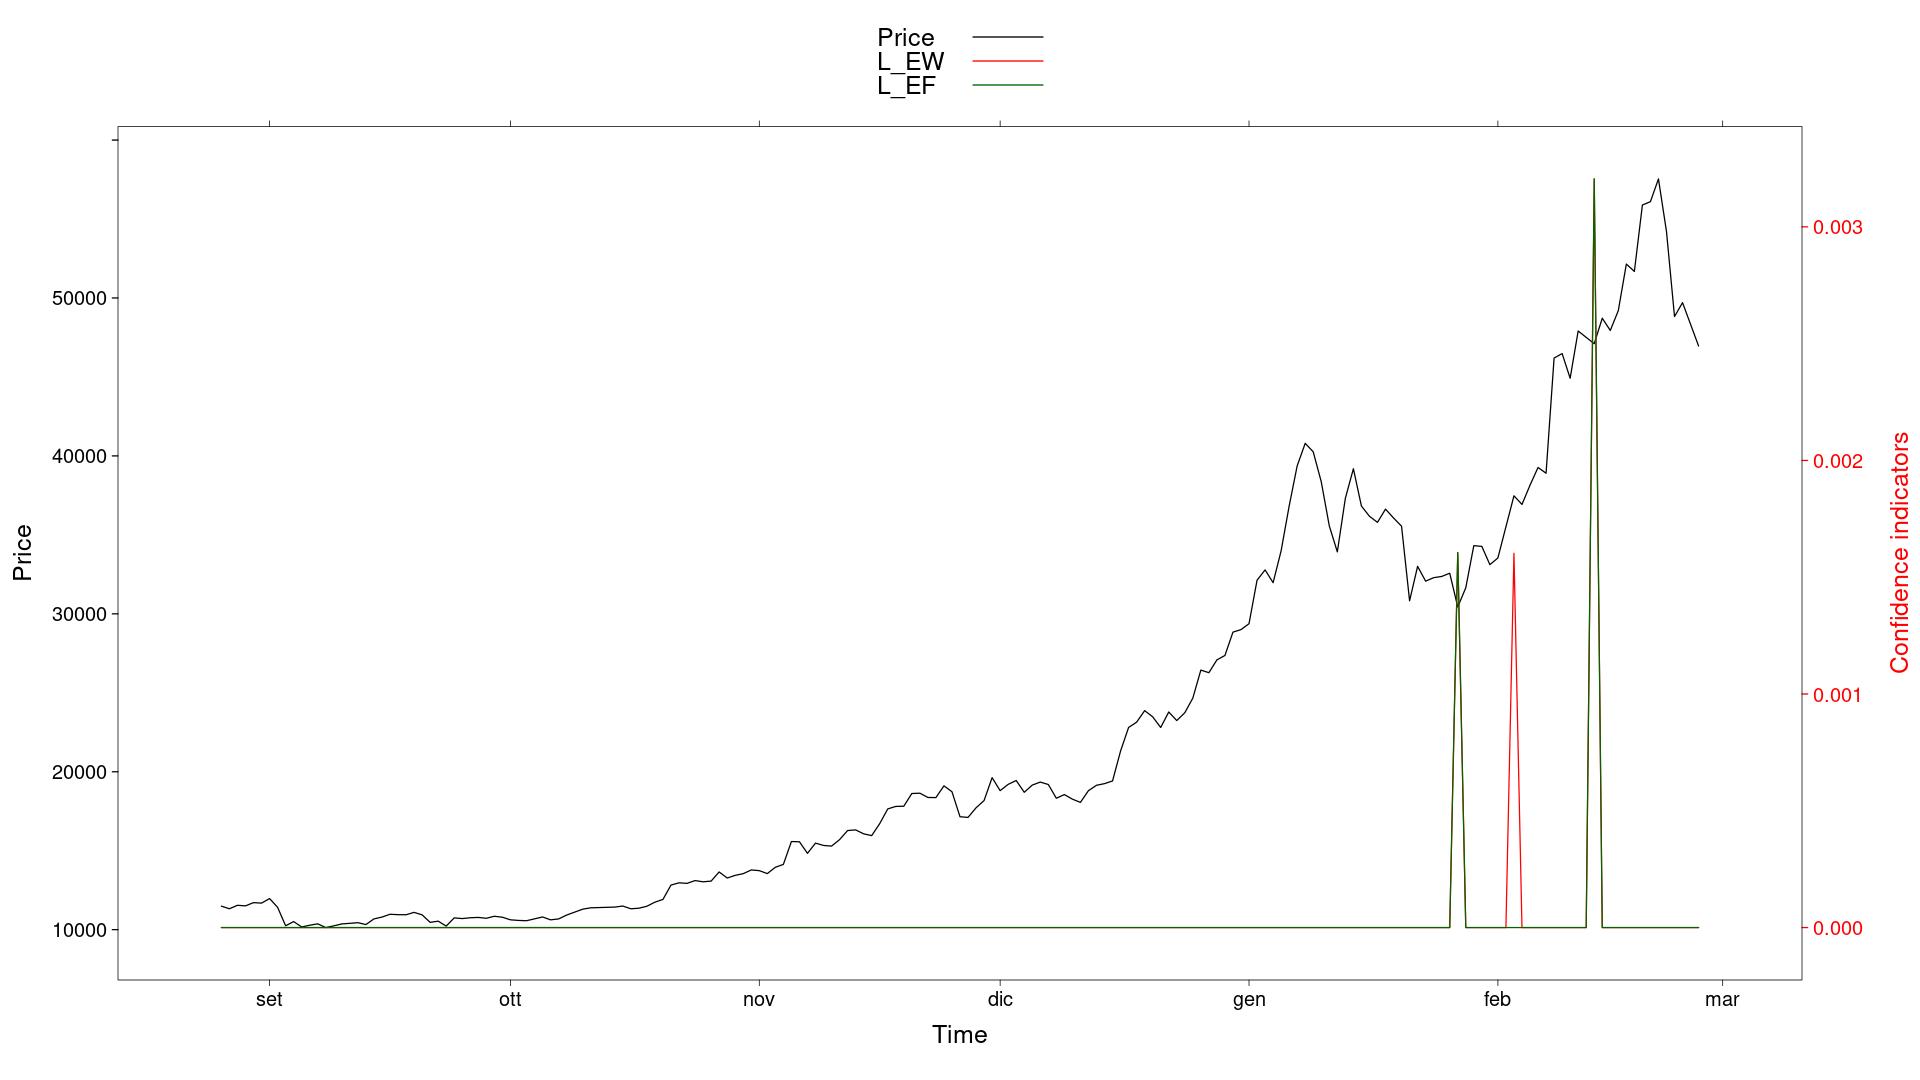 Price
L_EW
L_EF
50000
40000
30000
20000
10000
Price
0.003
0.002
0.001
0.000
Confidence indicators
set ott nov dic gen feb mar
Time